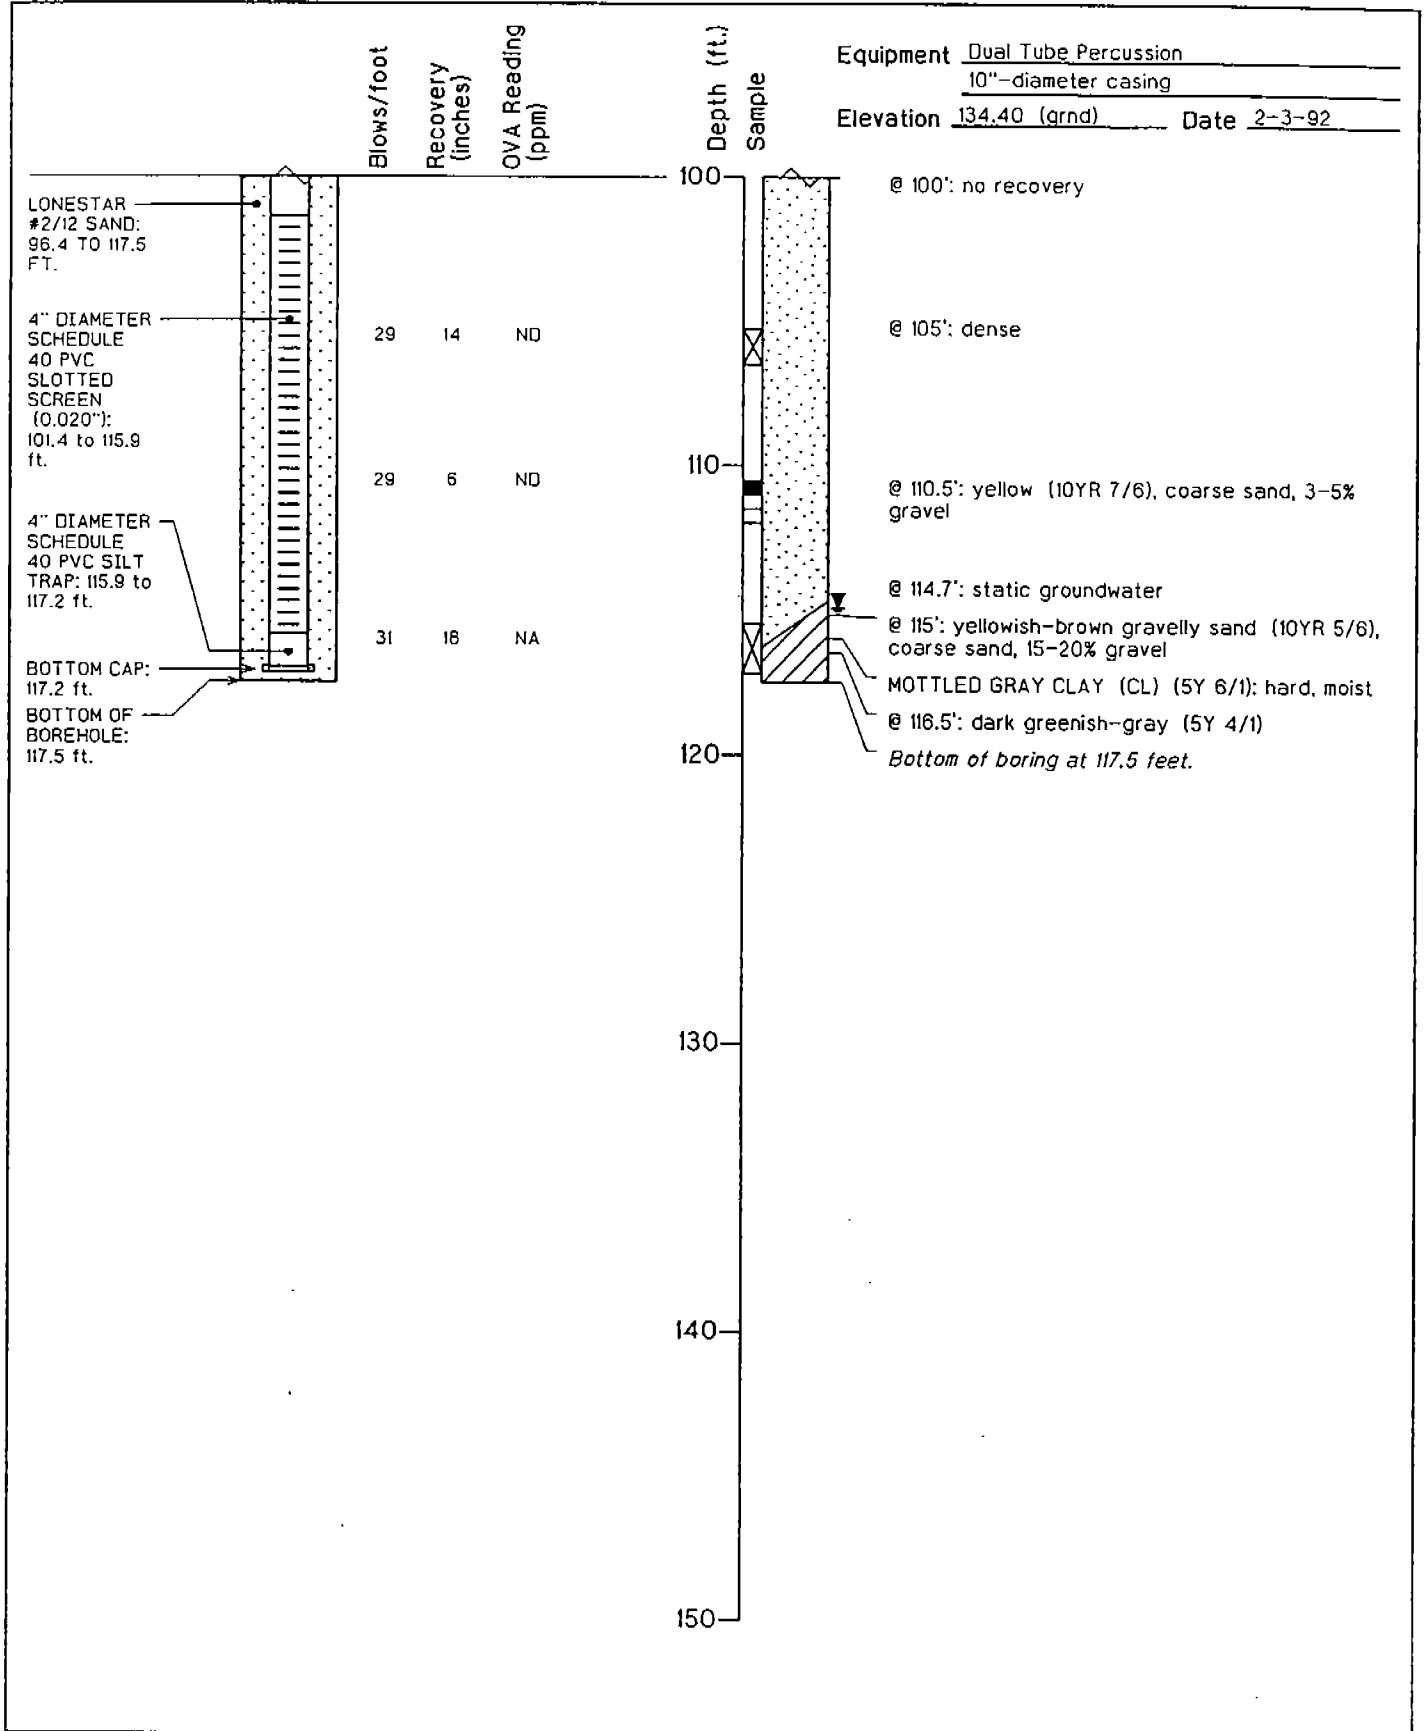 Blows/foot
Recovery
(inches)
OVA Reading
(ppm)
Depth (ft.)
Sample
Equipment Dual Tube Percussion
10"-diameter casing
Elevation 134.40 (grnd) Date 2-3-92
LONESTAR
#2/12 SAND:
96.4 TO 117.5
FT.
4" DIAMETER
SCHEDULE
40 PVC
SLOTTED
SCREEN
(0.020"):
101.4 to 115.9
ft.
4" DIAMETER
SCHEDULE
40 PVC SILT
TRAP: 115.9 to
117.2 ft.
BOTTOM CAP:
117.2 ft.
BOTTOM OF
BOREHOLE:
117.5 ft.
29 14 ND
29 6 ND
31 18 NA
100
110
120
130
140
150
@ 100': no recovery
@ 105': dense
@ 110.5': yellow (10YR 7/6), coarse sand, 3-5%
gravel
@ 114.7': static groundwater
@ 115': yellowish-brown gravelly sand (10YR 5/6),
coarse sand, 15-20% gravel
MOTTLED GRAY CLAY (CL) (5Y 6/1): hard, moist
@ 116.5': dark greenish-gray (5Y 4/1)
Bottom of boring at 117.5 feet.